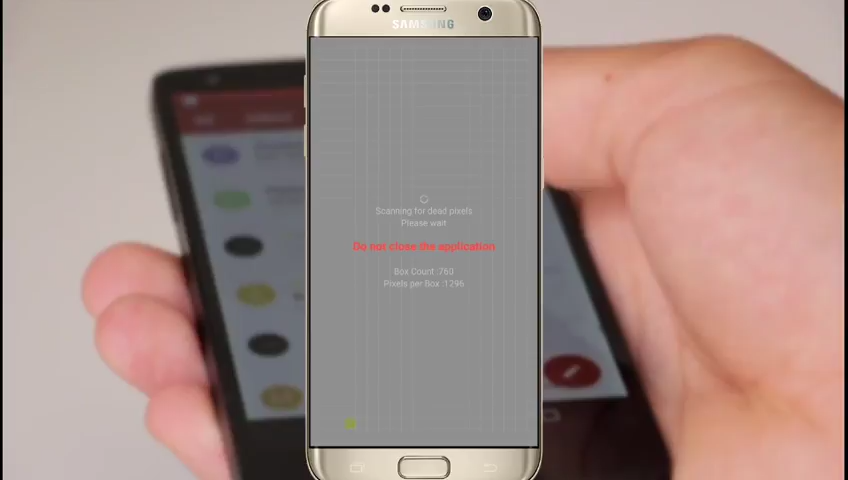 SAMSUNG
Scanning for dead pixels
Please wait
Do not close the application
Box Count :760
Pixels per Box :1296